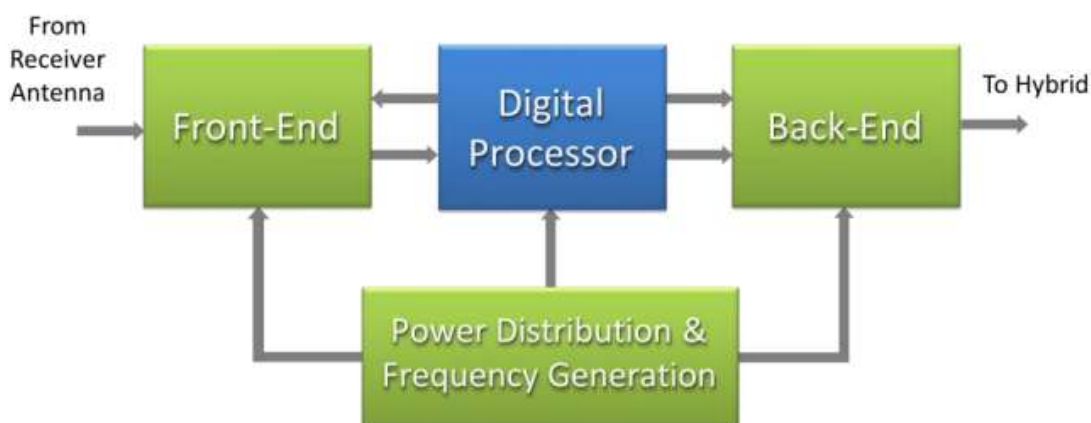 From
Receiver
Antenna
Front-End
Digital
Processor
Back-End
To Hybrid
Power Distribution &
Frequency Generation